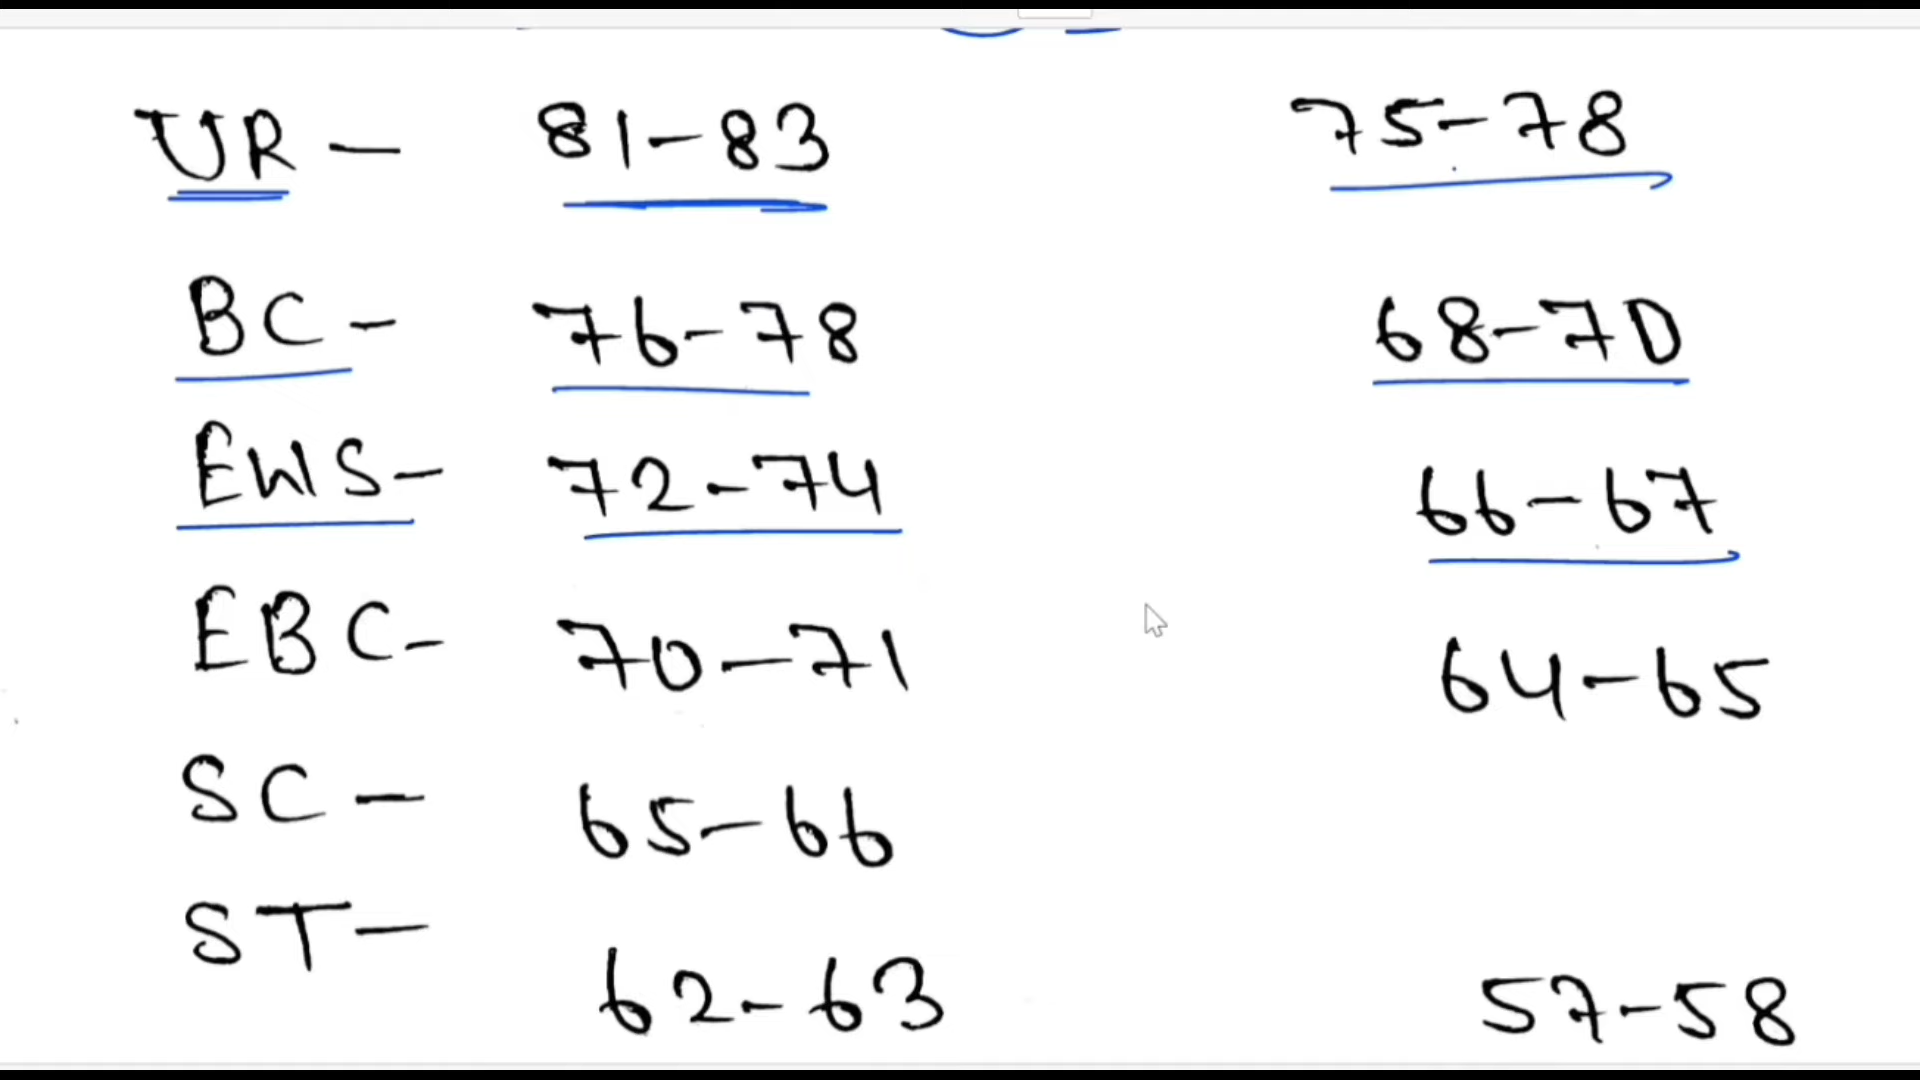 UR - 81-83 75-78
BC - 76-78 68-70
EWS - 72-74 66-67
EBC - 70-71 64-65
SC - 65-66
ST - 62-63 57-58